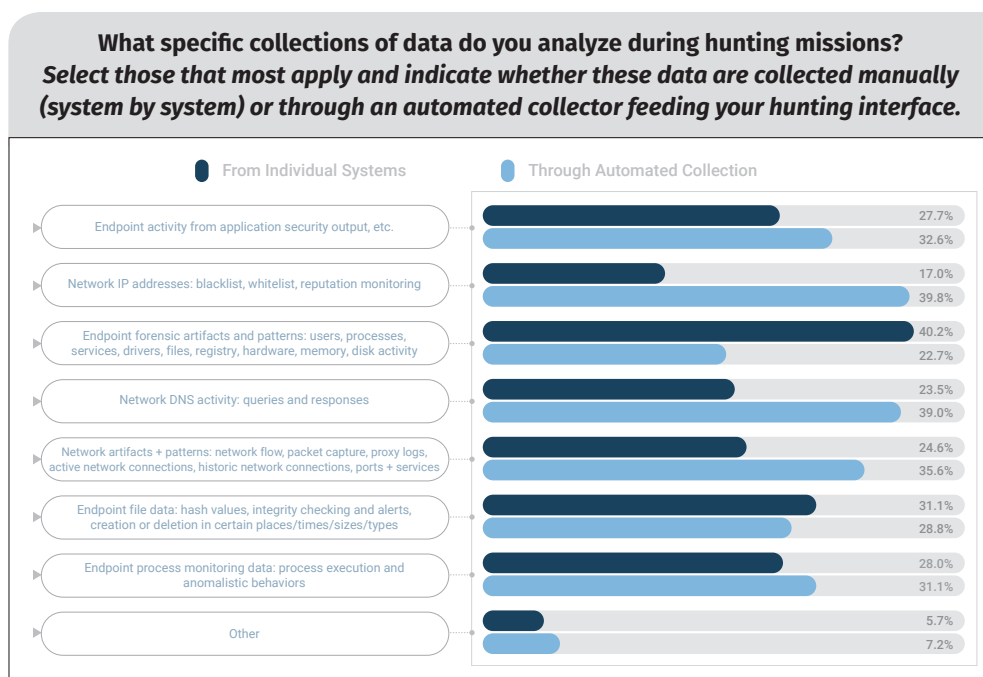 What specific collections of data do you analyze during hunting missions?
Select those that most apply and indicate whether these data are collected manually
(system by system) or through an automated collector feeding your hunting interface.
From Individual Systems
Through Automated Collection
Endpoint activity from application security output, etc.
27.7%
32.6%
Network IP addresses: blacklist, whitelist, reputation monitoring
17.0%
39.8%
Endpoint forensic artifacts and patterns: users, processes,
services, drivers, files, registry, hardware, memory, disk activity
40.2%
22.7%
Network DNS activity: queries and responses
23.5%
39.0%
Network artifacts + patterns: network flow, packet capture, proxy logs,
active network connections, historic network connections, ports + services
24.6%
35.6%
Endpoint file data: hash values, integrity checking and alerts,
creation or deletion in certain places/times/sizes/types
31.1%
28.8%
Endpoint process monitoring data: process execution and
anomalistic behaviors
28.0%
31.1%
Other
5.7%
7.2%